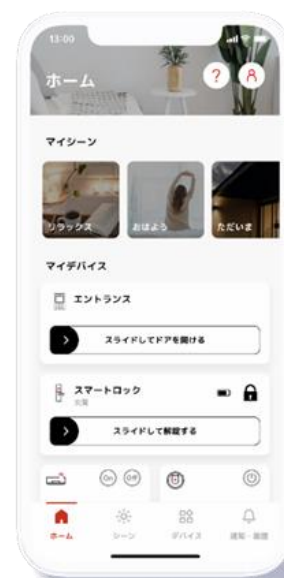 13:00
ホーム
?
マイシーン
リラックス
おはよう
ただいま
マイデバイス
エントランス
スライドしてドアを開ける
スマートロック
玄関
スライドして解錠する
On
Off
ホーム
シーン
デバイス
通知・履歴